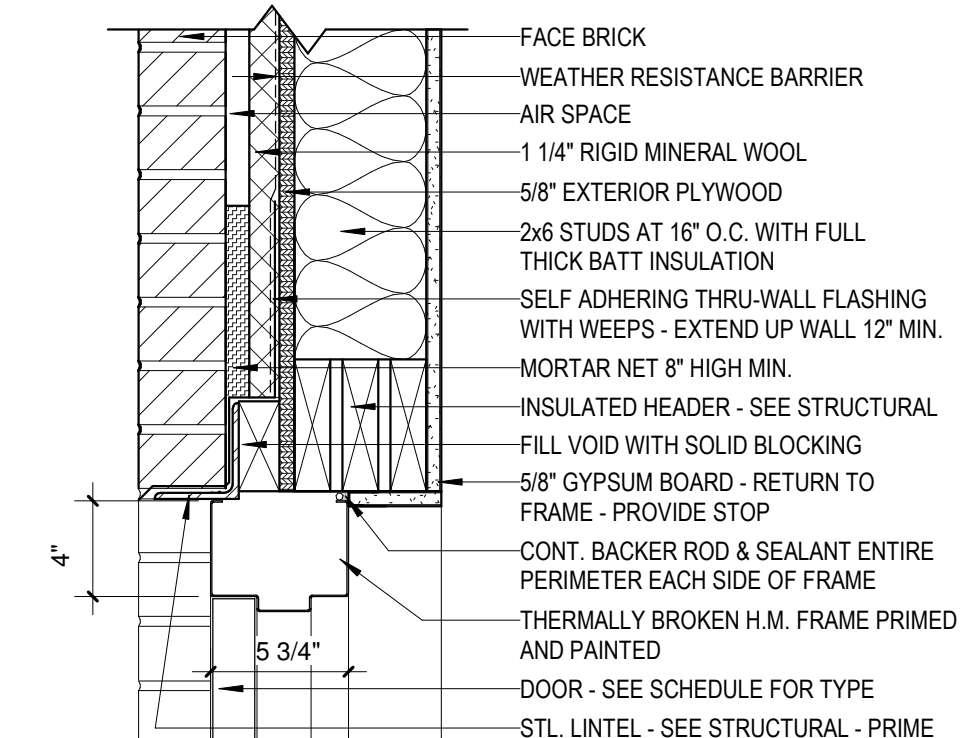 FACE BRICK
WEATHER RESISTANCE BARRIER
AIR SPACE
1 1/4" RIGID MINERAL WOOL
5/8" EXTERIOR PLYWOOD
2x6 STUDS AT 16" O.C. WITH FULL
THICK BATT INSULATION
SELF ADHERING THRU-WALL FLASHING
WITH WEEPS - EXTEND UP WALL 12" MIN.
MORTAR NET 8" HIGH MIN.
INSULATED HEADER - SEE STRUCTURAL
FILL VOID WITH SOLID BLOCKING
5/8" GYPSUM BOARD - RETURN TO
FRAME - PROVIDE STOP
CONT. BACKER ROD & SEALANT ENTIRE
PERIMETER EACH SIDE OF FRAME
THERMALLY BROKEN H.M. FRAME PRIMED
AND PAINTED
DOOR - SEE SCHEDULE FOR TYPE
STL. LINTEL - SEE STRUCTURAL - PRIME
4"
5 3/4"